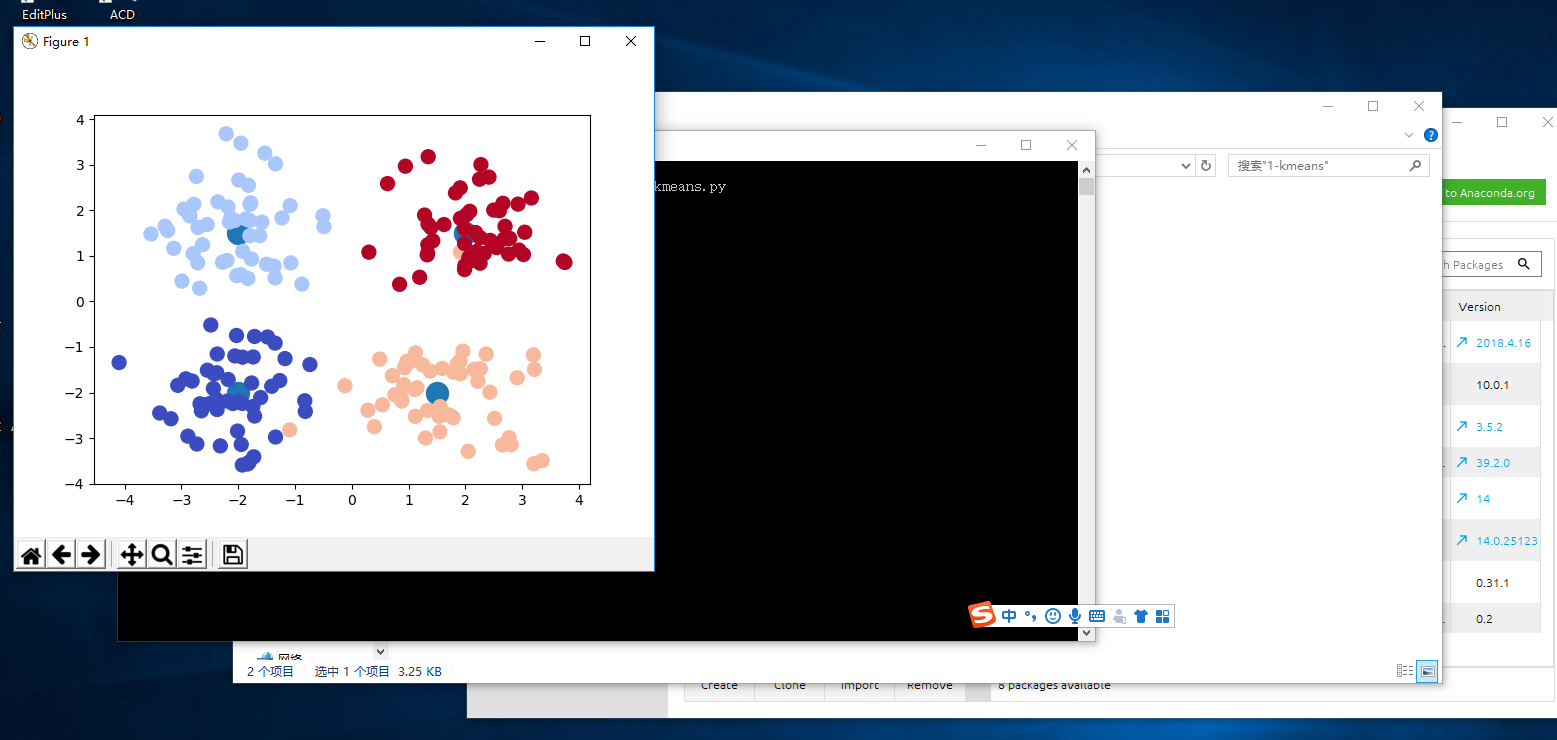 EditPlus
ACD
Figure 1
4
3
2
1
0
−1
−2
−3
−4
−4 −3 −2 −1 0 1 2 3 4
kmeans.py
搜索"1-kmeans"
to Anaconda.org
Packages
Version
2018.4.16
10.0.1
3.5.2
39.2.0
14
14.0.25123
0.31.1
0.2
中
网络
2 个项目 选中 1 个项目 3.25 KB
Create Clone Import Remove 8 packages available